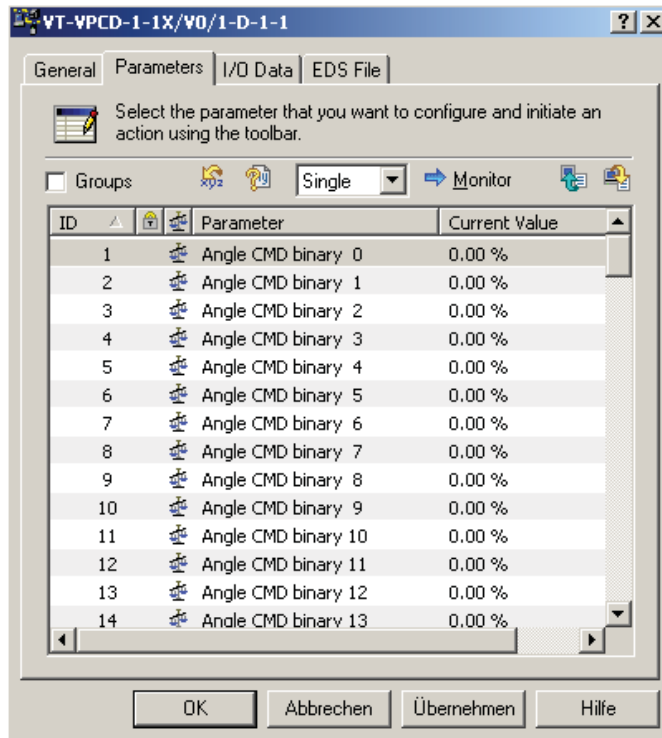 VT-VPCD-1-1X/V0/1-D-1-1
General Parameters I/O Data EDS File
Select the parameter that you want to configure and initiate an
action using the toolbar.
Groups Single Monitor
ID Parameter Current Value
1 Angle CMD binary 0 0.00 %
2 Angle CMD binary 1 0.00 %
3 Angle CMD binary 2 0.00 %
4 Angle CMD binary 3 0.00 %
5 Angle CMD binary 4 0.00 %
6 Angle CMD binary 5 0.00 %
7 Angle CMD binary 6 0.00 %
8 Angle CMD binary 7 0.00 %
9 Angle CMD binary 8 0.00 %
10 Angle CMD binary 9 0.00 %
11 Angle CMD binary 10 0.00 %
12 Angle CMD binary 11 0.00 %
13 Angle CMD binary 12 0.00 %
14 Angle CMD binary 13 0.00 %
OK Abbrechen Übernehmen Hilfe